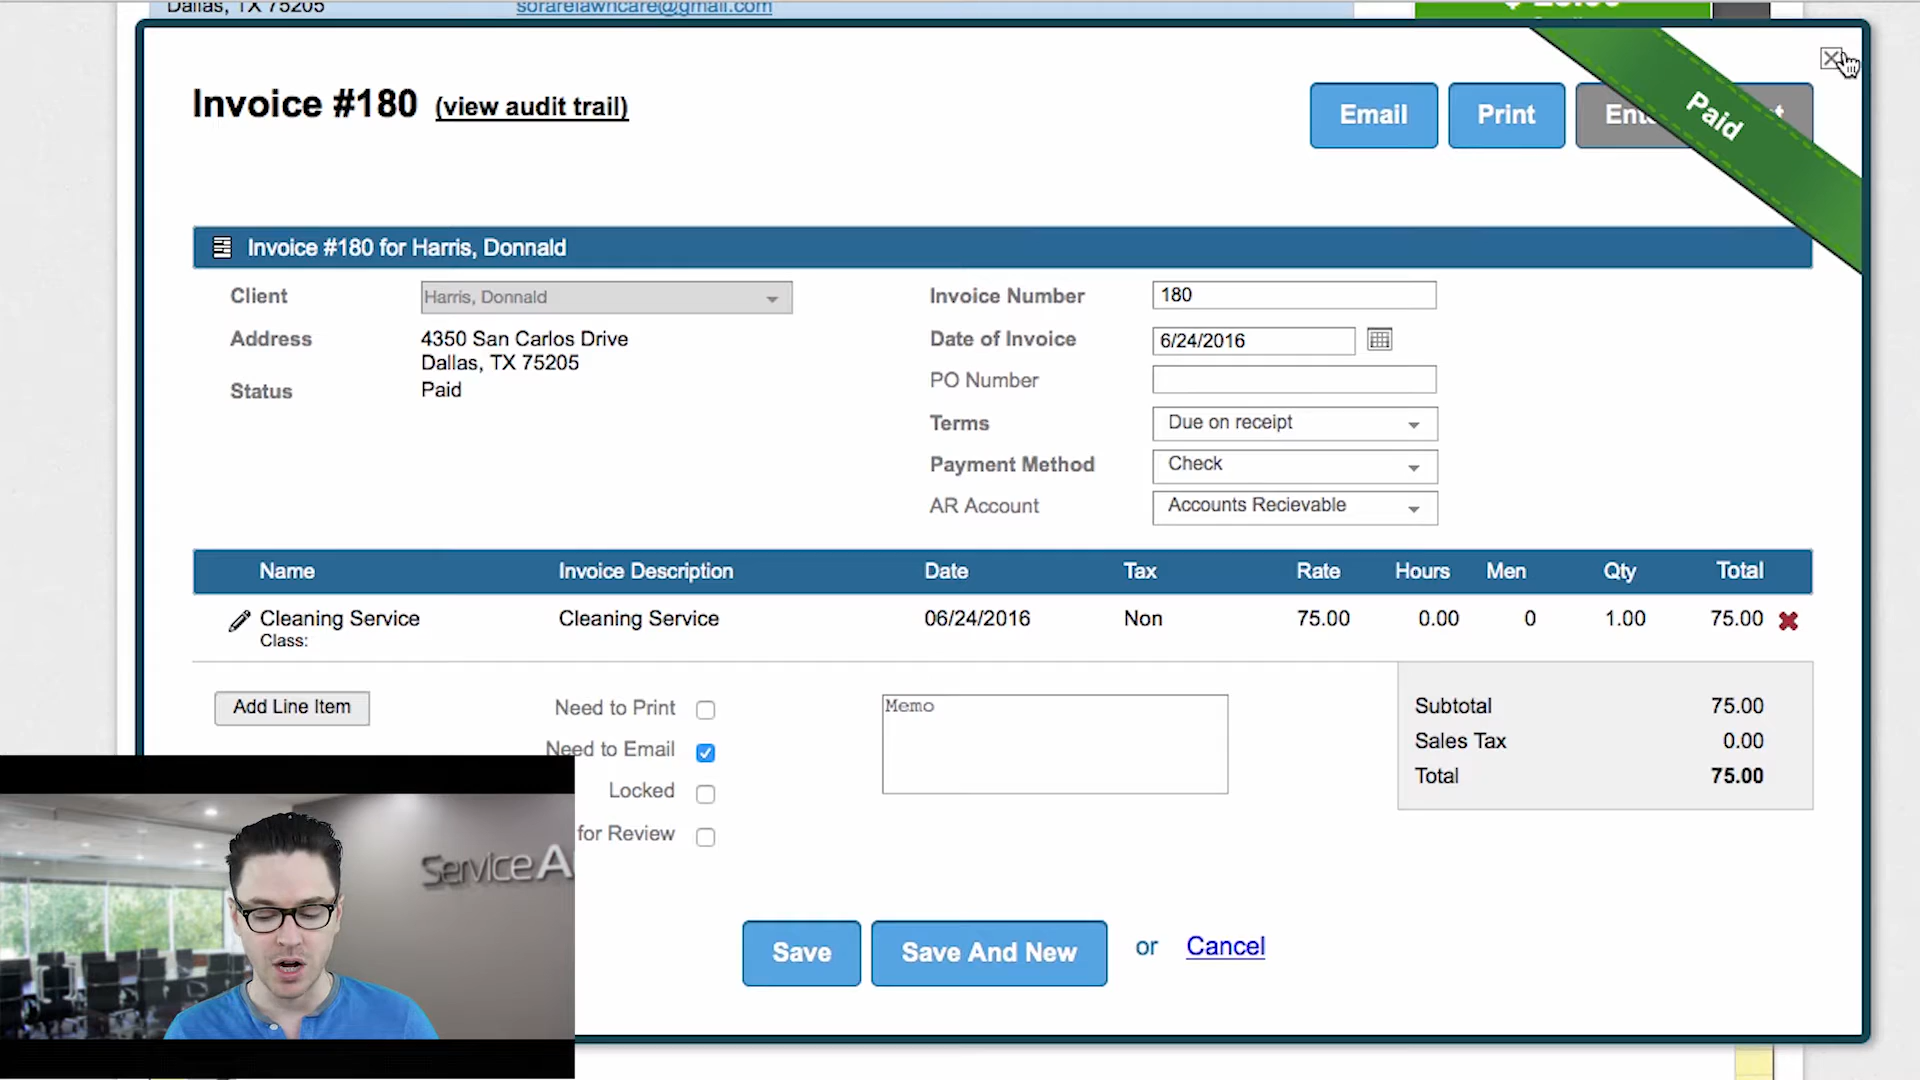 Dallas, TX 75205
sorarelawncare@gmail.com
Invoice #180 (view audit trail)
Email
Print
Paid
Invoice #180 for Harris, Donnald
Client
Harris, Donnald
Address
4350 San Carlos Drive
Dallas, TX 75205
Status
Paid
Invoice Number
180
Date of Invoice
6/24/2016
PO Number
Terms
Due on receipt
Payment Method
Check
AR Account
Accounts Recievable
Name Invoice Description Date Tax Rate Hours Men Qty Total
Cleaning Service Cleaning Service 06/24/2016 Non 75.00 0.00 0 1.00 75.00
Class:
Add Line Item
Need to Print
Need to Email
Locked
for Review
Memo
Subtotal 75.00
Sales Tax 0.00
Total 75.00
Save
Save And New
or Cancel